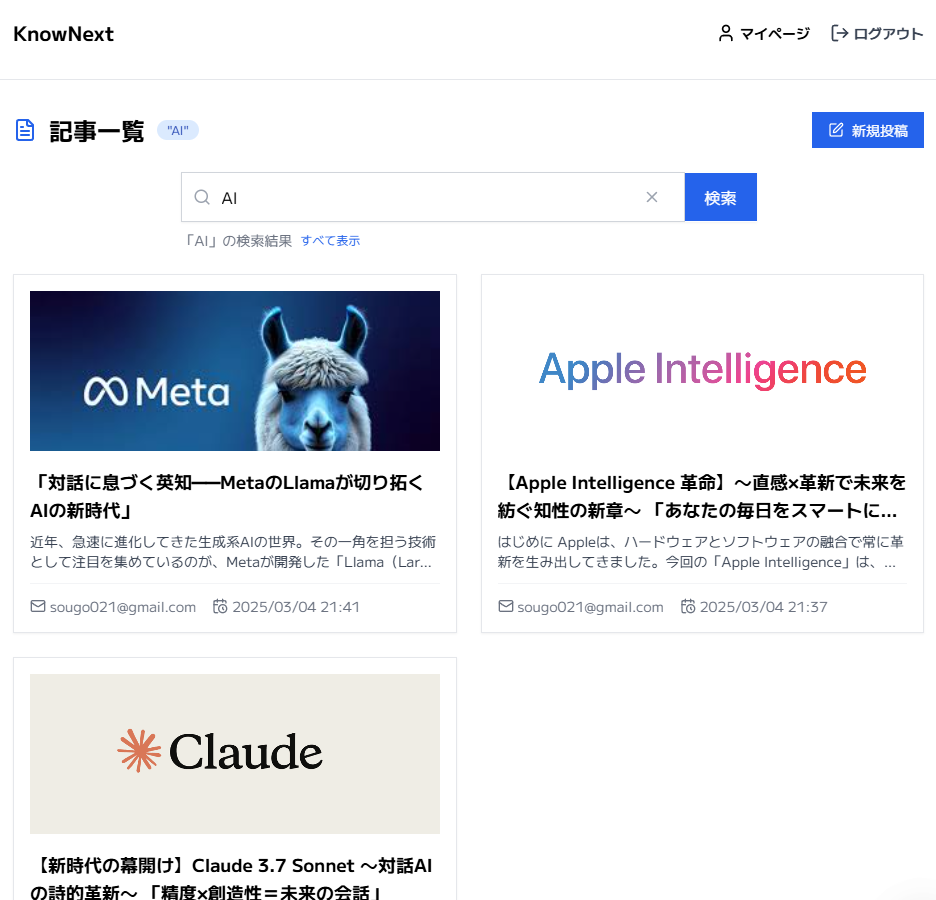 KnowNext
マイページ
ログアウト
記事一覧
"AI"
新規投稿
AI
検索
「AI」の検索結果 すべて表示
Meta
「対話に息づく英知──MetaのLlamaが切り拓く
AIの新時代」
近年、急速に進化してきた生成系AIの世界。その一角を担う技術
として注目を集めているのが、Metaが開発した「Llama（Lar...
sougo021@gmail.com 2025/03/04 21:41
Apple Intelligence
【Apple Intelligence 革命】～直感×革新で未来を
紡ぐ知性の新章～ 「あなたの毎日をスマートに...
はじめに Appleは、ハードウェアとソフトウェアの融合で常に革
新を生み出してきました。今回の「Apple Intelligence」は、...
sougo021@gmail.com 2025/03/04 21:37
Claude
【新時代の幕開け】Claude 3.7 Sonnet ～対話AI
の詩的革新～ 「精度×創造性＝未来の会話」